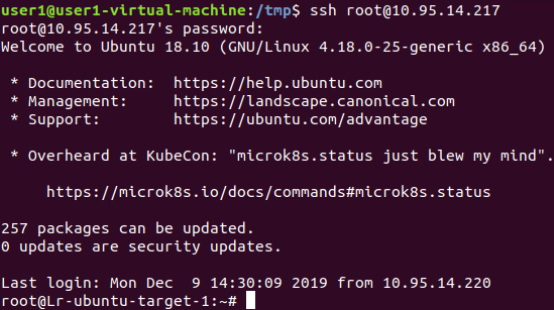 user1@user1-virtual-machine:/tmp$ ssh root@10.95.14.217
root@10.95.14.217's password:
Welcome to Ubuntu 18.10 (GNU/Linux 4.18.0-25-generic x86_64)
* Documentation:  https://help.ubuntu.com
* Management:     https://landscape.canonical.com
* Support:        https://ubuntu.com/advantage
* Overheard at KubeCon: "microk8s.status just blew my mind".
https://microk8s.io/docs/commands#microk8s.status
257 packages can be updated.
0 updates are security updates.
Last login: Mon Dec  9 14:30:09 2019 from 10.95.14.220
root@Lr-ubuntu-target-1:~#